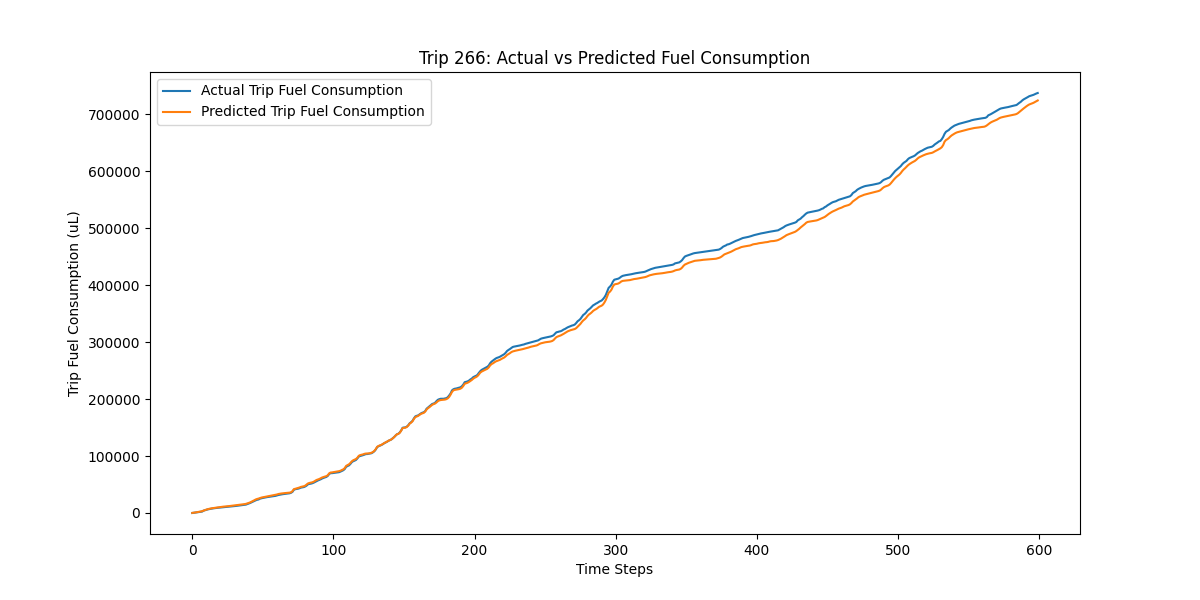 Trip 266: Actual vs Predicted Fuel Consumption
Actual Trip Fuel Consumption
Predicted Trip Fuel Consumption
Trip Fuel Consumption (uL)
700000
600000
500000
400000
300000
200000
100000
0
0 100 200 300 400 500 600
Time Steps